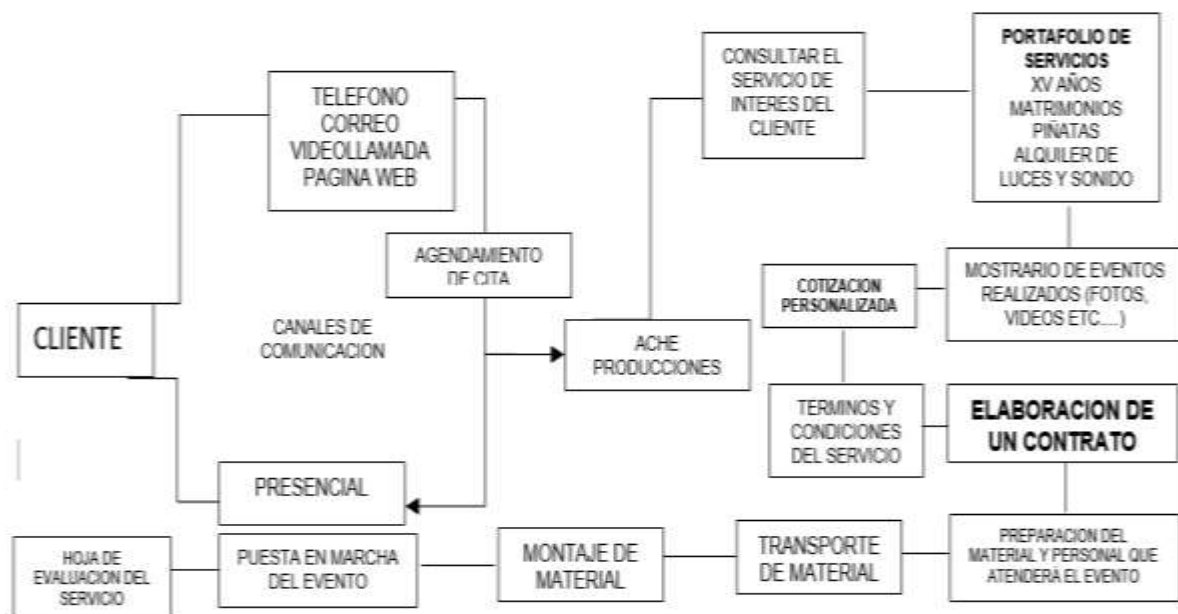 CLIENTE
TELEFONO
CORREO
VIDEOLLAMADA
PAGINA WEB
AGENDAMIENTO
DE CITA
CANALES DE
COMUNICACION
PRESENCIAL
ACHE
PRODUCCIONES
CONSULTAR EL
SERVICIO DE
INTERES DEL
CLIENTE
PORTAFOLIO DE
SERVICIOS
XV AÑOS
MATRIMONIOS
PIÑATAS
ALQUILER DE
LUCES Y SONIDO
MOSTRARIO DE EVENTOS
REALIZADOS (FOTOS,
VIDEOS ETC.....)
COTIZACION
PERSONALIZADA
TERMINOS Y
CONDICIONES
DEL SERVICIO
ELABORACION DE
UN CONTRATO
PREPARACION DEL
MATERIAL Y PERSONAL QUE
ATENDERÁ EL EVENTO
TRANSPORTE
DE MATERIAL
MONTAJE DE
MATERIAL
PUESTA EN MARCHA
DEL EVENTO
HOJA DE
EVALUACION DEL
SERVICIO